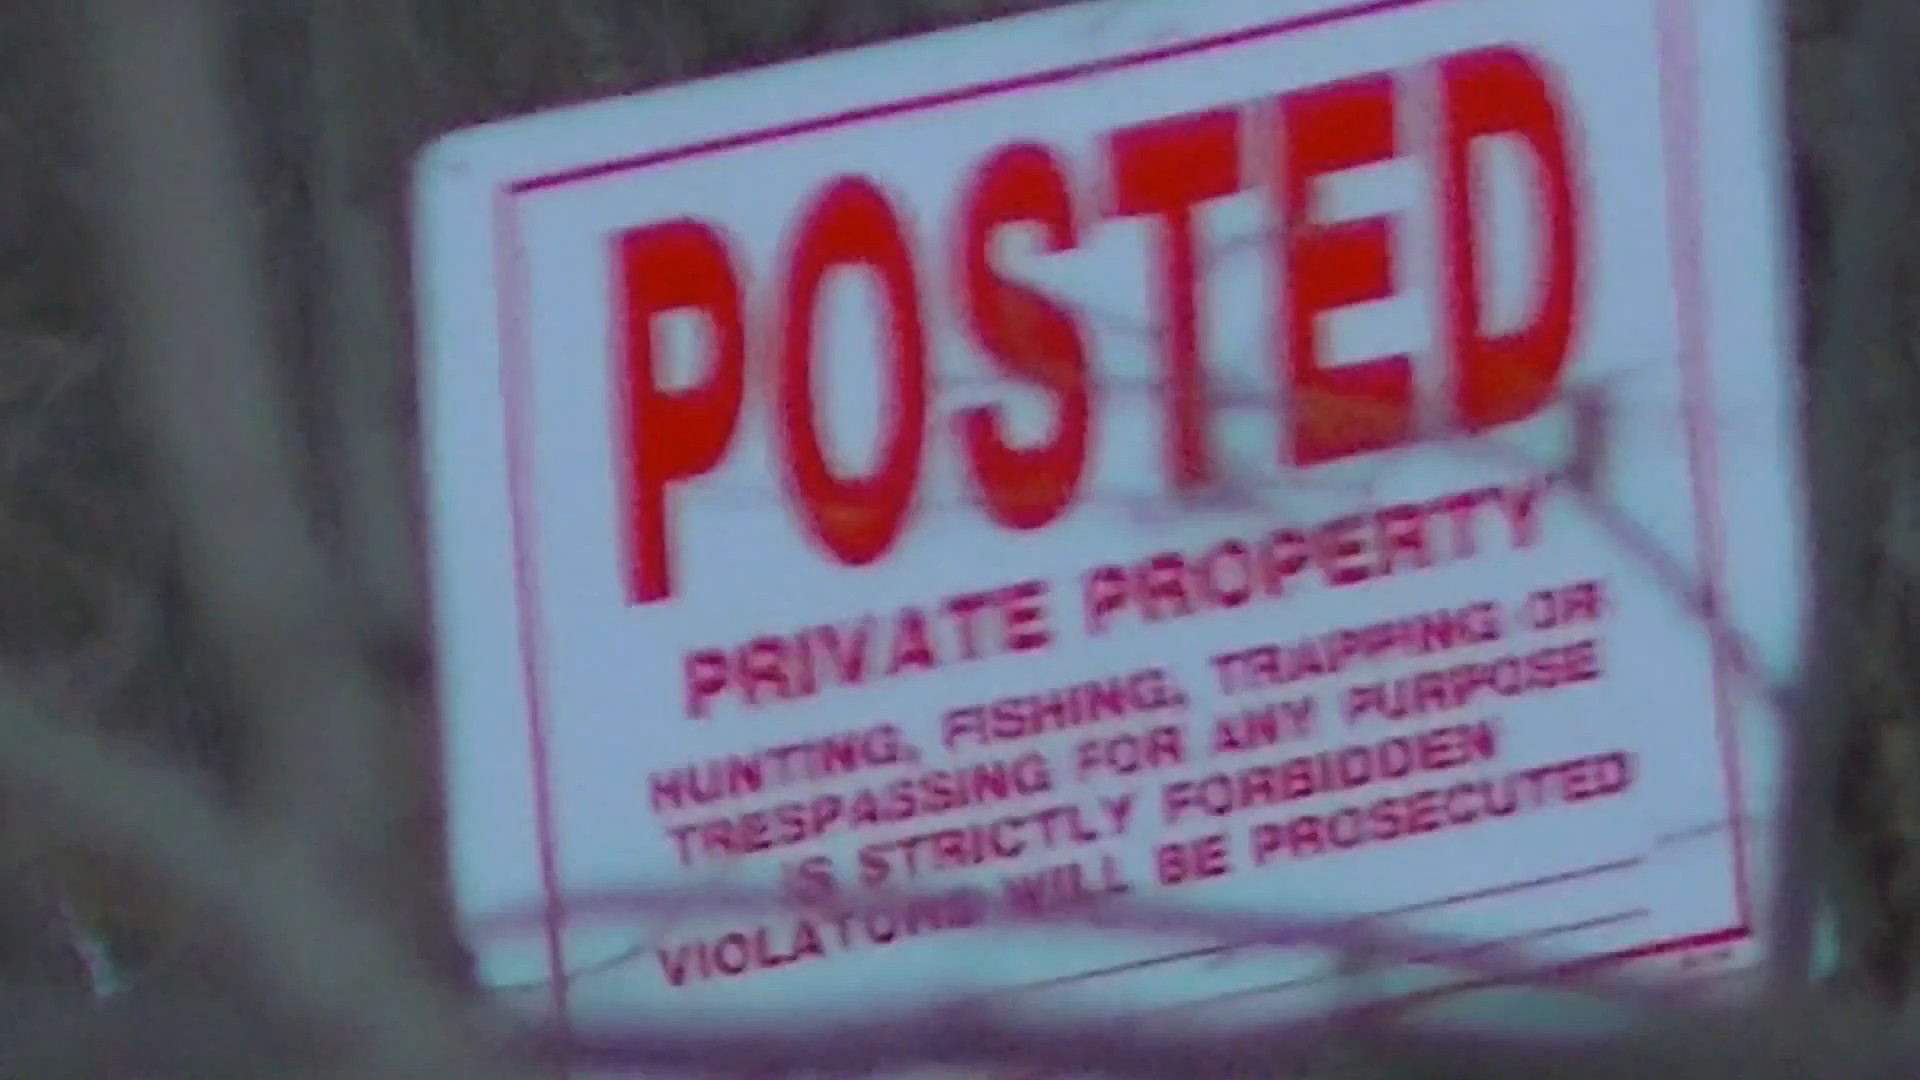 POSTED
PRIVATE PROPERTY
HUNTING, FISHING, TRAPPING OR
TRESPASSING FOR ANY PURPOSE
IS STRICTLY FORBIDDEN
VIOLATORS WILL BE PROSECUTED